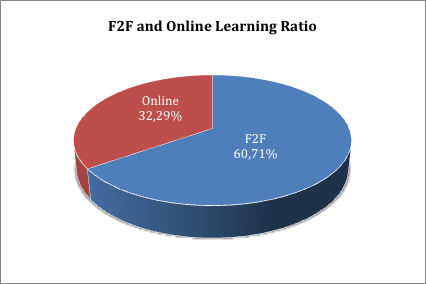 F2F and Online Learning Ratio
Online
32,29%
F2F
60,71%